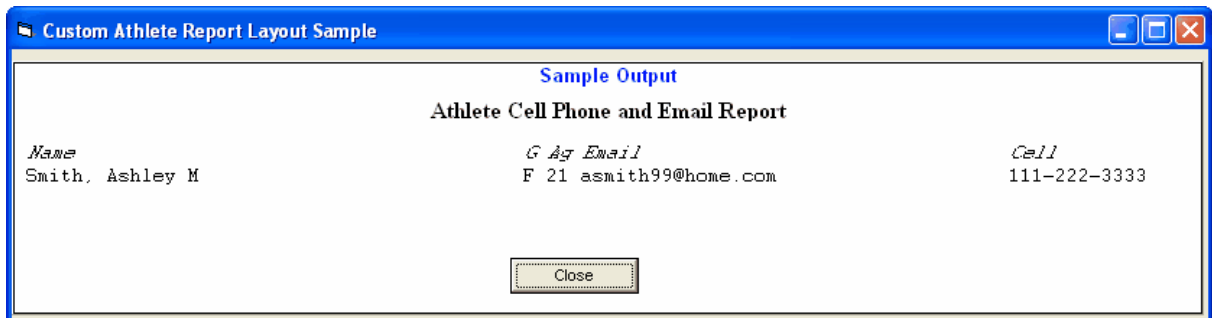 Custom Athlete Report Layout Sample
Sample Output
Athlete Cell Phone and Email Report
Name G Ag Email Cell
Smith, Ashley M F 21 asmith99@home.com 111-222-3333
Close